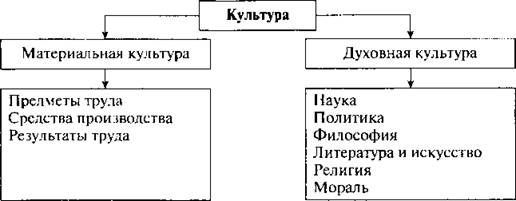 Культура
Материальная культура
Предметы труда
Средства производства
Результаты труда
Духовная культура
Наука
Политика
Философия
Литература и искусство
Религия
Мораль